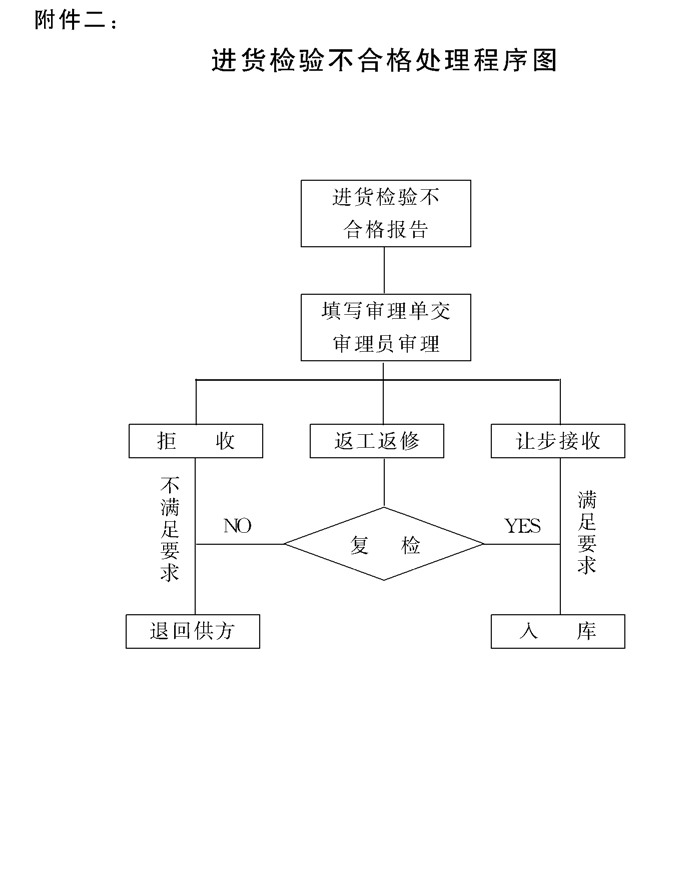 附件二：
进货检验不合格处理程序图
进货检验不
合格报告
填写审理单交
审理员审理
拒 收
返工返修
让步接收
不满足要求
NO
复 检
YES
满足要求
退回供方
入 库